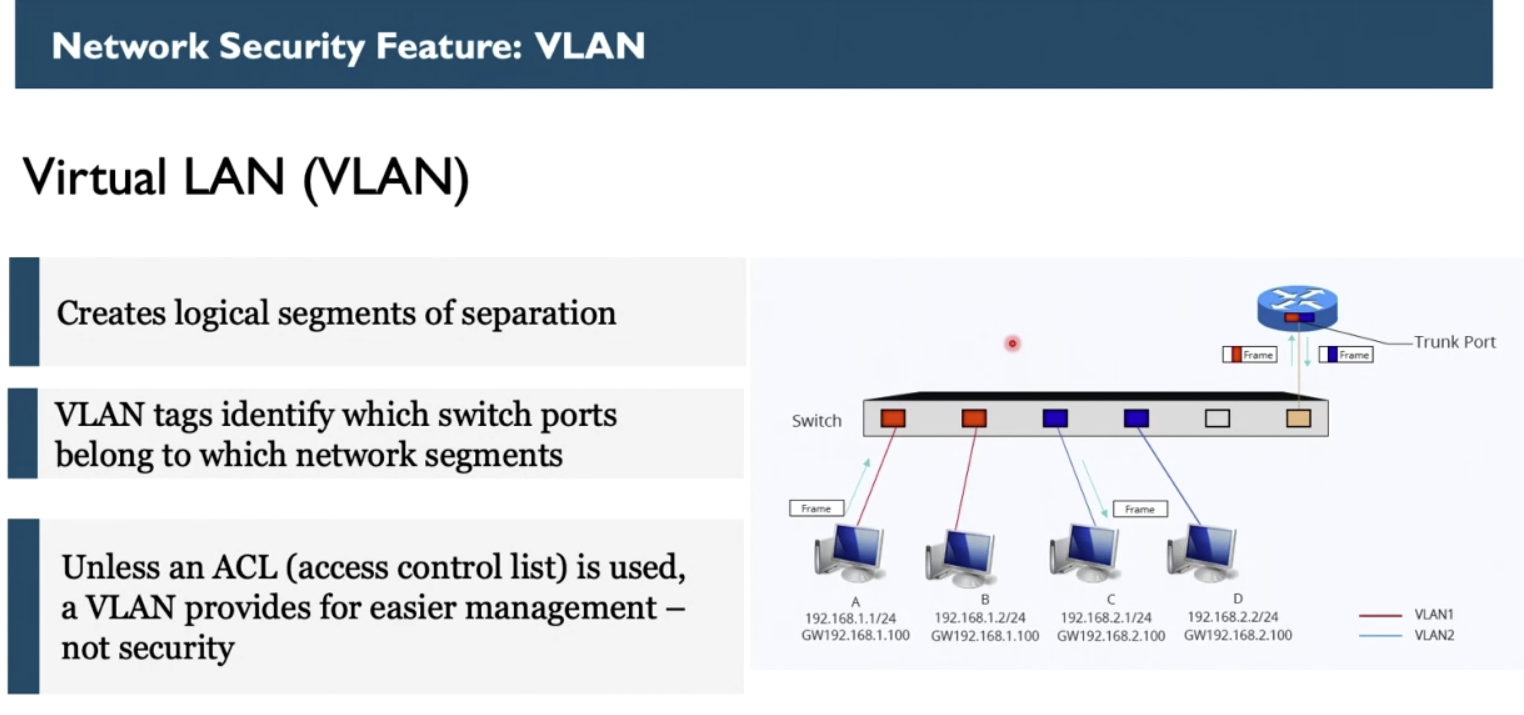 Network Security Feature: VLAN
Virtual LAN (VLAN)
Creates logical segments of separation
VLAN tags identify which switch ports
belong to which network segments
Unless an ACL (access control list) is used,
a VLAN provides for easier management –
not security
Trunk Port
Frame
Frame
Switch
Frame
Frame
A
192.168.1.1/24
GW192.168.1.100
B
192.168.1.2/24
GW192.168.1.100
C
192.168.2.1/24
GW192.168.2.100
D
192.168.2.2/24
GW192.168.2.100
VLAN1
VLAN2